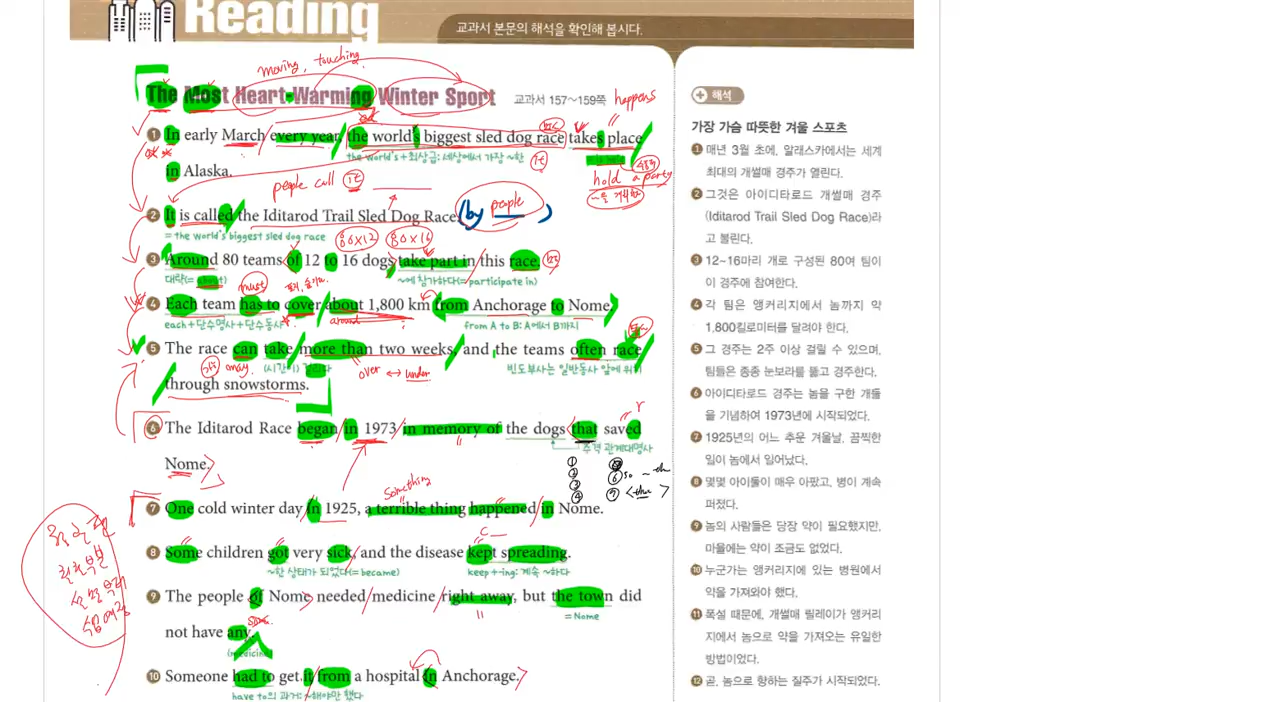 Reading
교과서 본문의 해석을 확인해 봅시다.
moving, touching
The Most Heart-Warming Winter Sport 교과서 157~159쪽 happens
1 In early March every year, the world's biggest sled dog race takes place
the world's+최상급: 세상에서 가장 ~한 it
in Alaska.
people call it
hold a party
2 It is called the Iditarod Trail Sled Dog Race. (by people)
= the world's biggest sled dog race 80x12 80x16
3 Around 80 teams of 12 to 16 dogs take part in this race.
대략(= about) must ~에 참가하다(= participate in)
4 Each team has to cover about 1,800 km from Anchorage to Nome.
each+단수명사+단수동사 around from A to B: A에서 B까지
5 The race can take more than two weeks, and the teams often race
may (시간이) 걸리다 over ↔ under 빈도부사는 일반동사 앞에 위치
through snowstorms.
r
6 The Iditarod Race began in 1973 in memory of the dogs that saved
주격 관계대명사
Nome.
① ② ③ ④
⑥ so ~ th
⑨ <that >
something
7 One cold winter day in 1925, a terrible thing happened in Nome.
8 Some children got very sick, and the disease kept spreading.
~한 상태가 되었다(= became) keep+-ing: 계속 ~하다
9 The people of Nome needed medicine right away, but the town did
= Nome
not have any. some
(medicine)
10 Someone had to get it from a hospital in Anchorage.
have to의 과거: ~해야만 했다
해석
가장 가슴 따뜻한 겨울 스포츠
1 매년 3월 초에, 알래스카에서는 세계
최대의 개썰매 경주가 열린다.
2 그것은 아이디타로드 개썰매 경주
(Iditarod Trail Sled Dog Race)라
고 불린다.
3 12~16마리 개로 구성된 80여 팀이
이 경주에 참여한다.
4 각 팀은 앵커리지에서 놈까지 약
1,800킬로미터를 달려야 한다.
5 그 경주는 2주 이상 걸릴 수 있으며,
팀들은 종종 눈보라를 뚫고 경주한다.
6 아이디타로드 경주는 놈을 구한 개들
을 기념하여 1973년에 시작되었다.
7 1925년의 어느 추운 겨울날, 끔찍한
일이 놈에서 일어났다.
8 몇몇 아이들이 매우 아팠고, 병이 계속
퍼졌다.
9 놈의 사람들은 당장 약이 필요했지만,
마을에는 약이 조금도 없었다.
10 누군가는 앵커리지에 있는 병원에서
약을 가져와야 했다.
11 폭설 때문에, 개썰매 릴레이가 앵커리
지에서 놈으로 약을 가져오는 유일한
방법이었다.
12 곧, 놈으로 향하는 질주가 시작되었다.